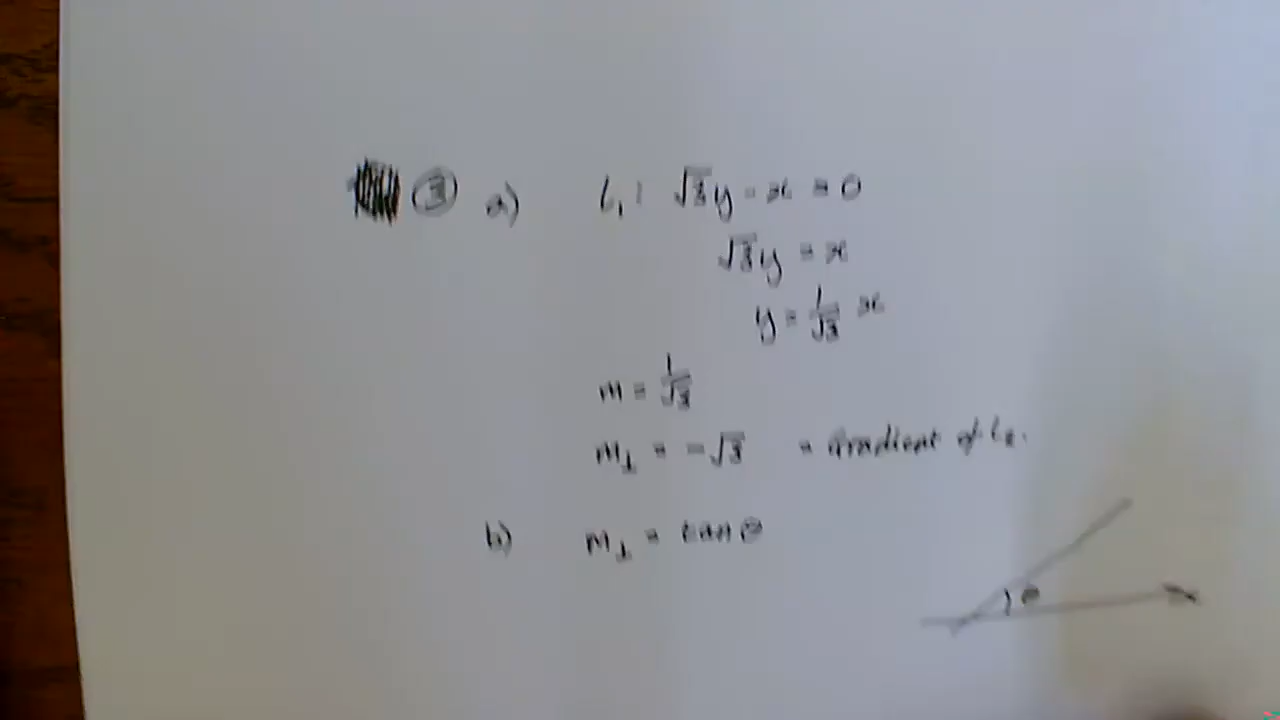 ③ a) l₁: √3y - x = 0
√3y = x
y = 1/√3 x
m = 1/√3
m⊥ = -√3 = Gradient of l₂.
b) m⊥ = tan θ
θ x